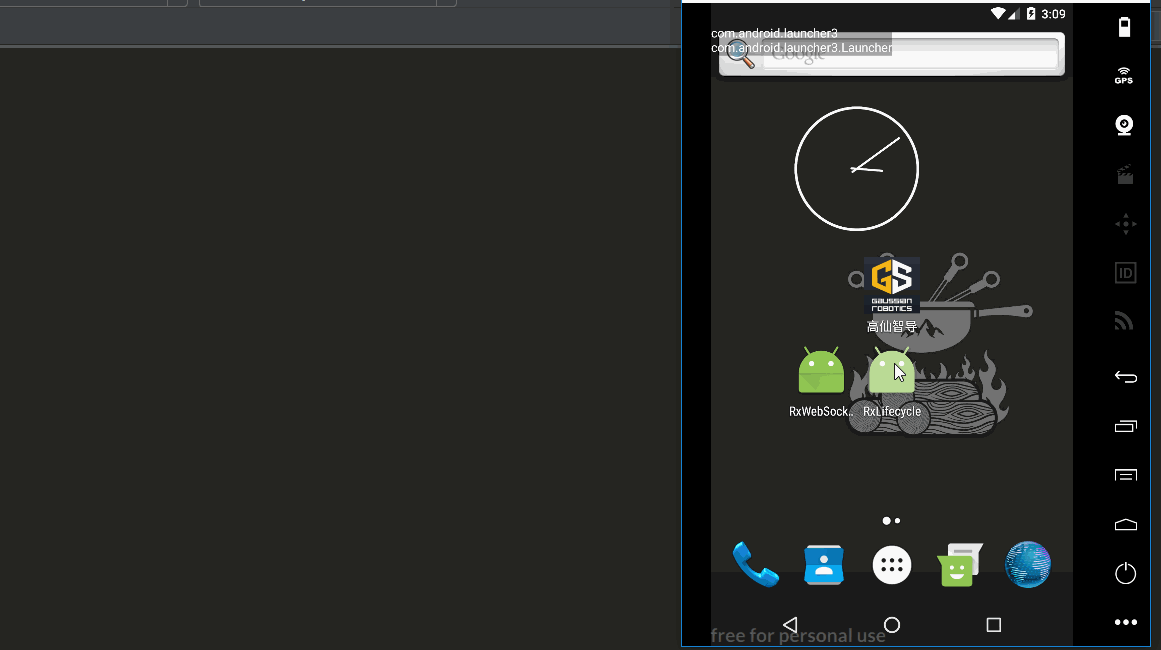 3:09
com.android.launcher3
com.android.launcher3.Launcher
Google
GPS
GS
GAUSSIAN
ROBOTICS
高仙智导
ID
RxWebSock..
RxLifecycle
free for personal use